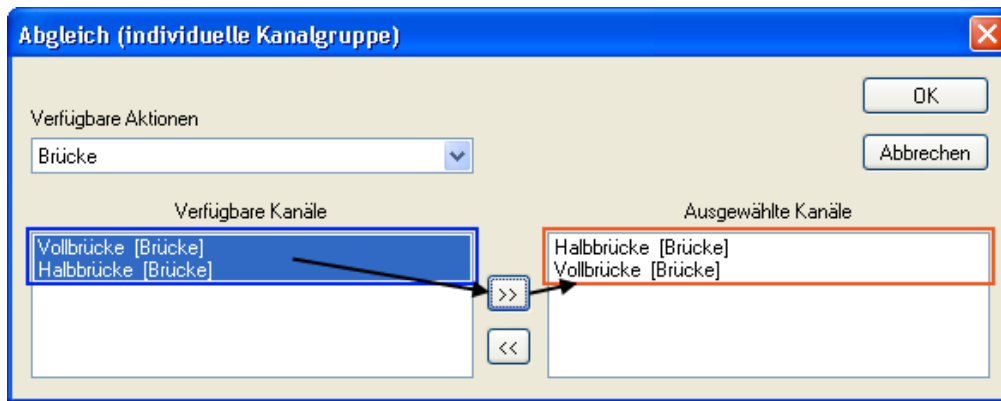 Abgleich (individuelle Kanalgruppe)
OK
Verfügbare Aktionen
Brücke
Abbrechen
Verfügbare Kanäle
Ausgewählte Kanäle
Vollbrücke [Brücke]
Halbbrücke [Brücke]
Halbbrücke [Brücke]
Vollbrücke [Brücke]
>>
<<